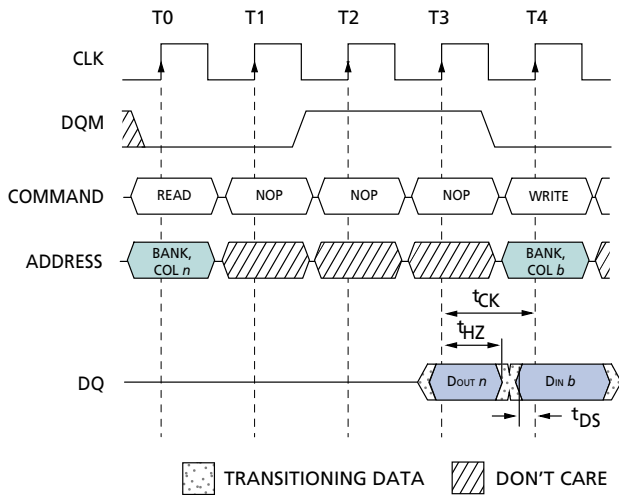 T0 T1 T2 T3 T4
CLK
DQM
COMMAND READ NOP NOP NOP WRITE
ADDRESS BANK, COL n BANK, COL b
tCK
tHZ
DQ DOUT n DIN b
tDS
TRANSITIONING DATA DON'T CARE